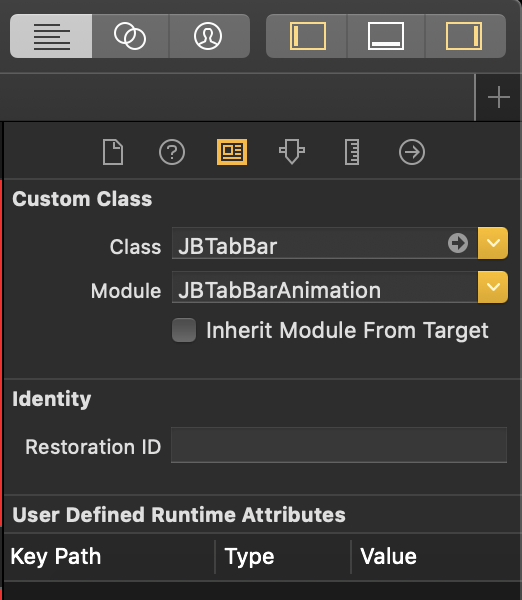 Custom Class
Class JBTabBar
Module JBTabBarAnimation
Inherit Module From Target
Identity
Restoration ID
User Defined Runtime Attributes
Key Path Type Value